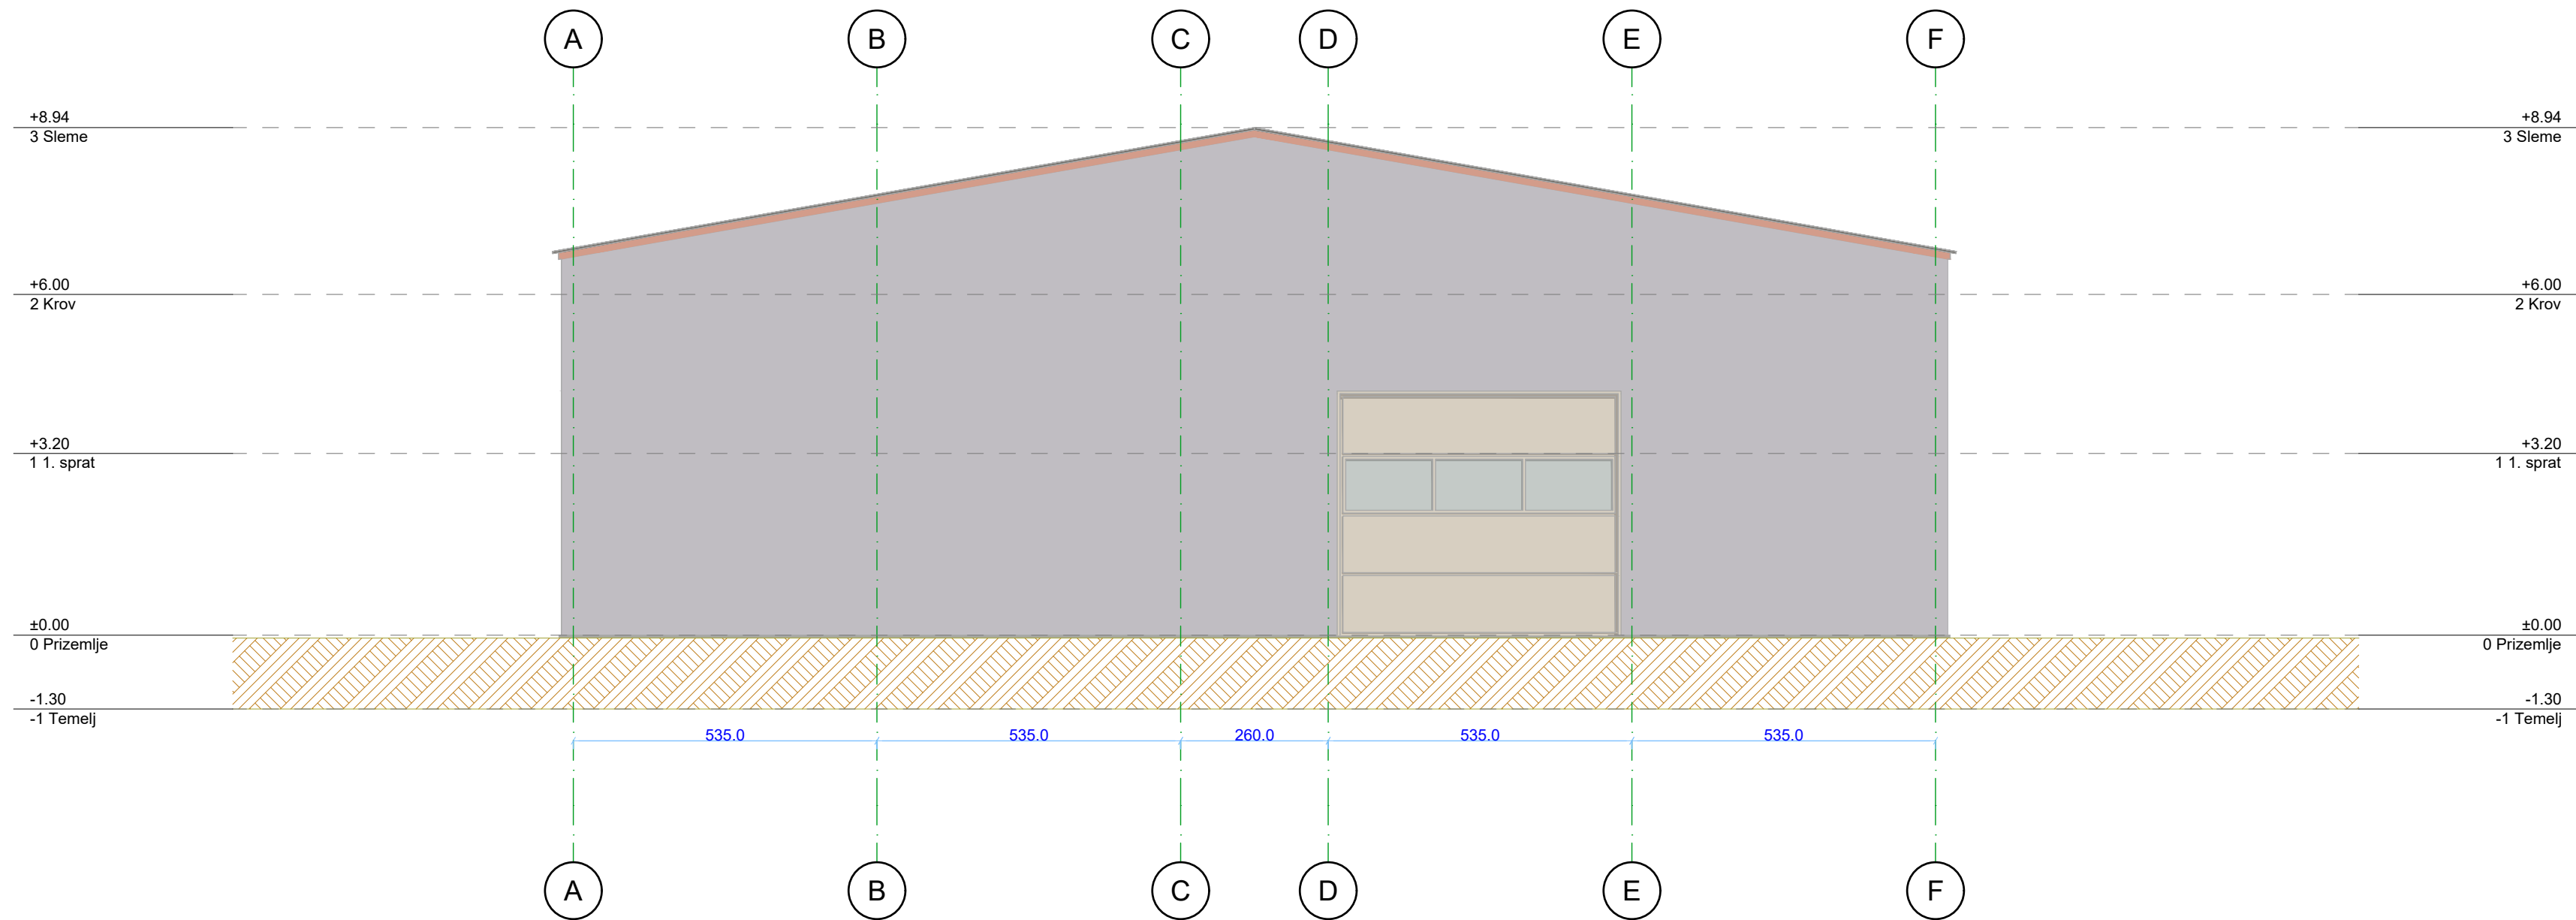 A B C D E F
+8.94 +8.94
3 Sleme 3 Sleme
+6.00 +6.00
2 Krov 2 Krov
+3.20 +3.20
1 1. sprat 1 1. sprat
±0.00 ±0.00
0 Prizemlje 0 Prizemlje
-1.30 -1.30
-1 Temelj -1 Temelj
535.0 535.0 260.0 535.0 535.0
A B C D E F